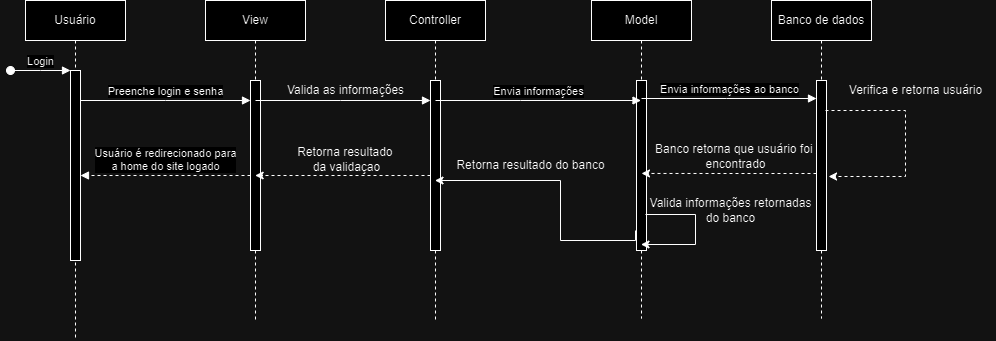 Usuário
View
Controller
Model
Banco de dados
Login
Preenche login e senha
Valida as informações
Envia informações
Envia informações ao banco
Verifica e retorna usuário
Usuário é redirecionado para
a home do site logado
Retorna resultado
da validaçao
Retorna resultado do banco
Banco retorna que usuário foi
encontrado
Valida informações retornadas
do banco